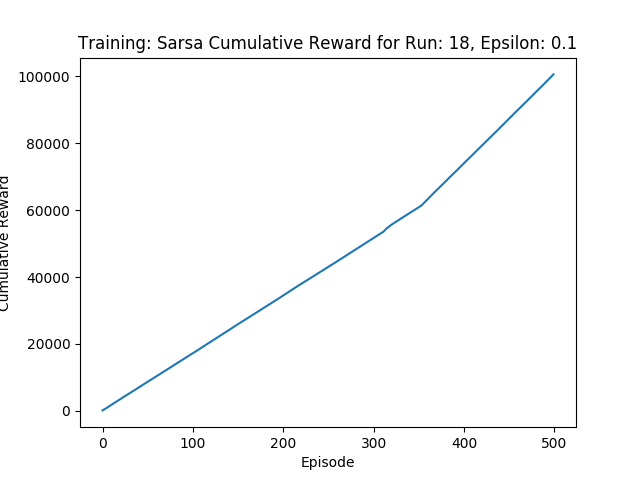 Training: Sarsa Cumulative Reward for Run: 18, Epsilon: 0.1
100000
80000
60000
40000
20000
0
Cumulative Reward
0 100 200 300 400 500
Episode